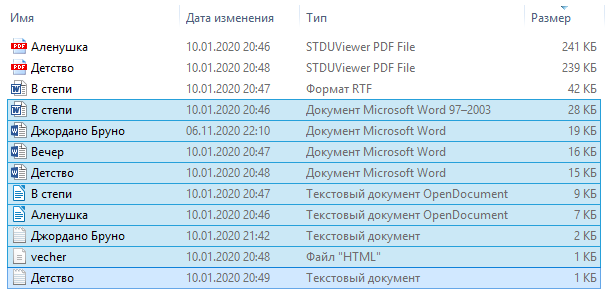 Имя Дата изменения Тип Размер
PDF Аленушка 10.01.2020 20:46 STDUViewer PDF File 241 КБ
PDF Детство 10.01.2020 20:48 STDUViewer PDF File 239 КБ
W В степи 10.01.2020 20:47 Формат RTF 42 КБ
W В степи 10.01.2020 20:46 Документ Microsoft Word 97–2003 28 КБ
W Джордано Бруно 06.11.2020 22:10 Документ Microsoft Word 19 КБ
W Вечер 10.01.2020 20:47 Документ Microsoft Word 16 КБ
W Детство 10.01.2020 20:48 Документ Microsoft Word 15 КБ
В степи 10.01.2020 20:47 Текстовый документ OpenDocument 9 КБ
Аленушка 10.01.2020 20:46 Текстовый документ OpenDocument 7 КБ
Джордано Бруно 10.01.2020 21:42 Текстовый документ 2 КБ
vecher 10.01.2020 20:48 Файл "HTML" 1 КБ
Детство 10.01.2020 20:49 Текстовый документ 1 КБ